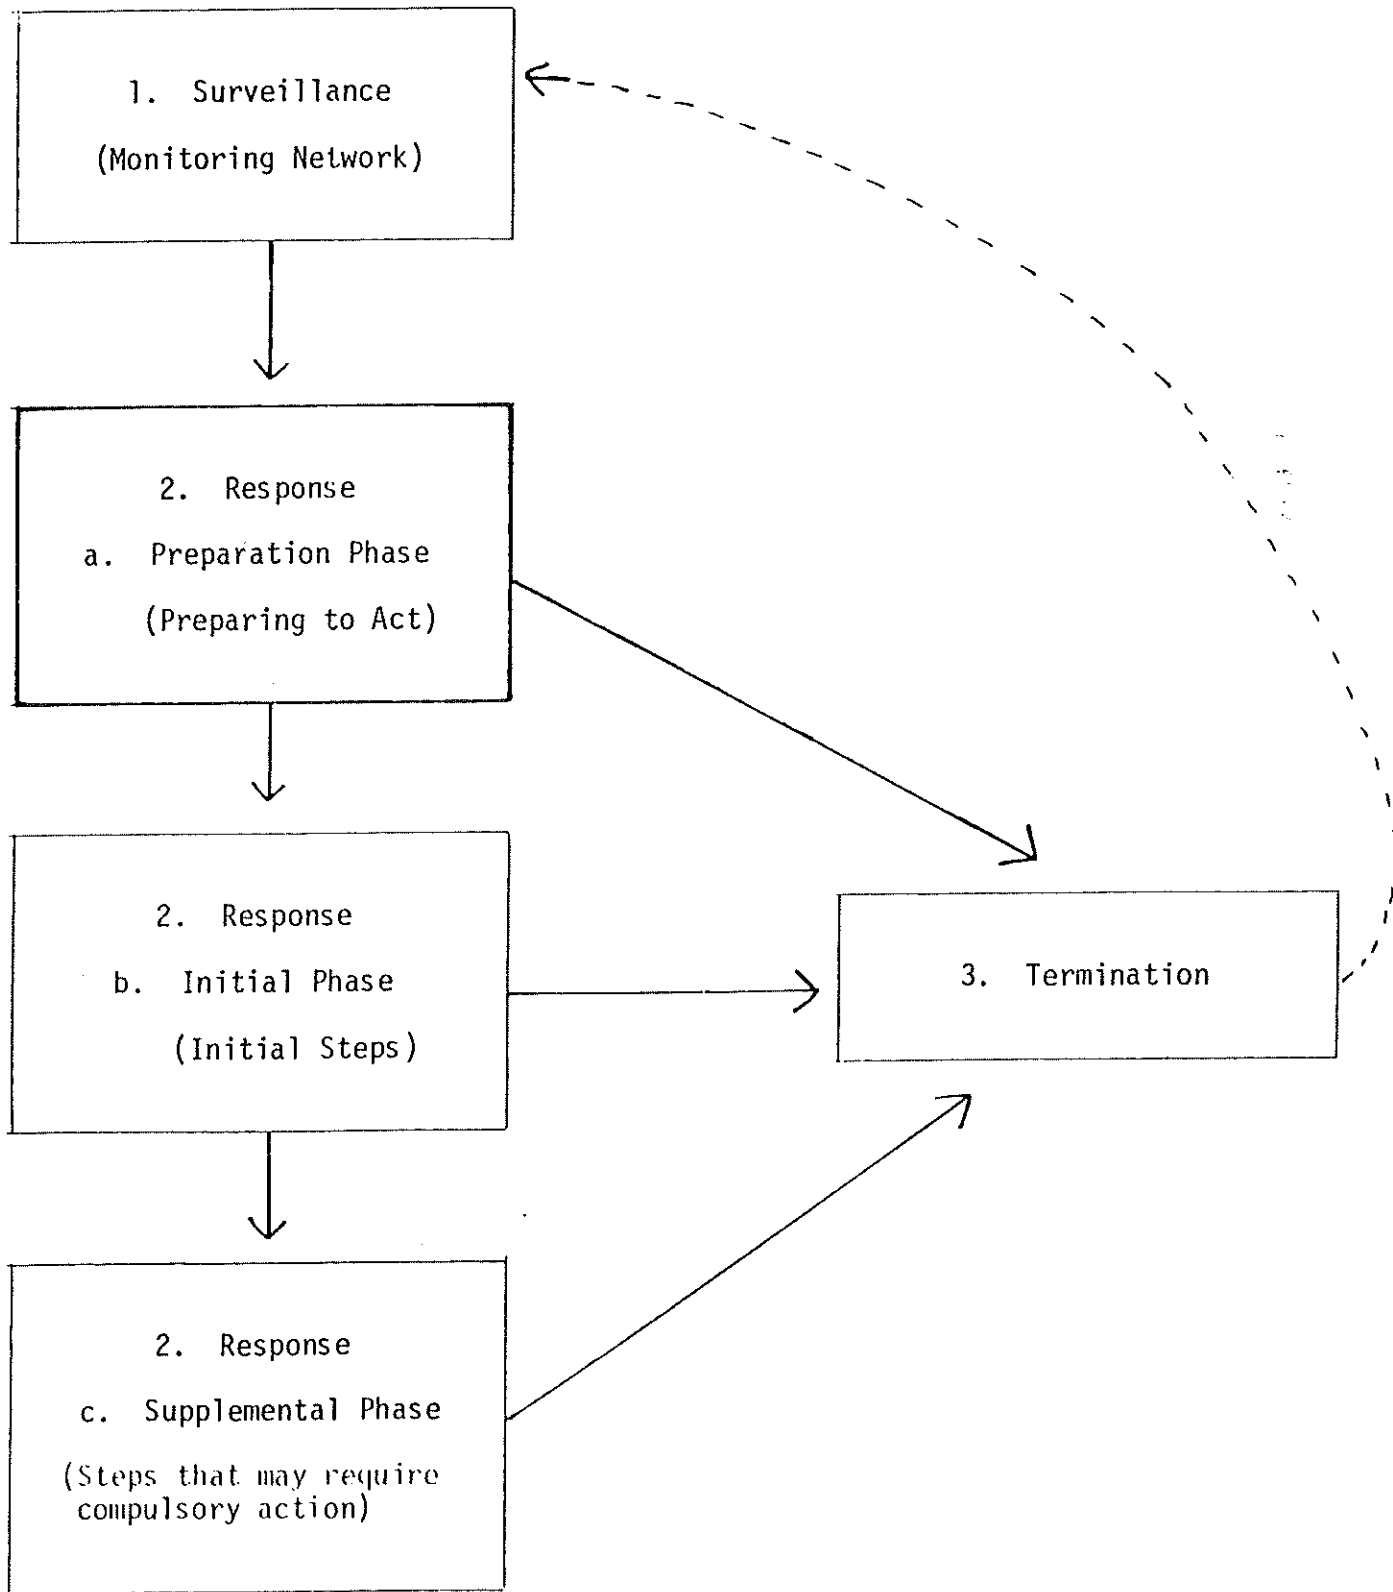 1. Surveillance
(Monitoring Network)
2. Response
a. Preparation Phase
(Preparing to Act)
2. Response
b. Initial Phase
(Initial Steps)
3. Termination
2. Response
c. Supplemental Phase
(Steps that may require
compulsory action)